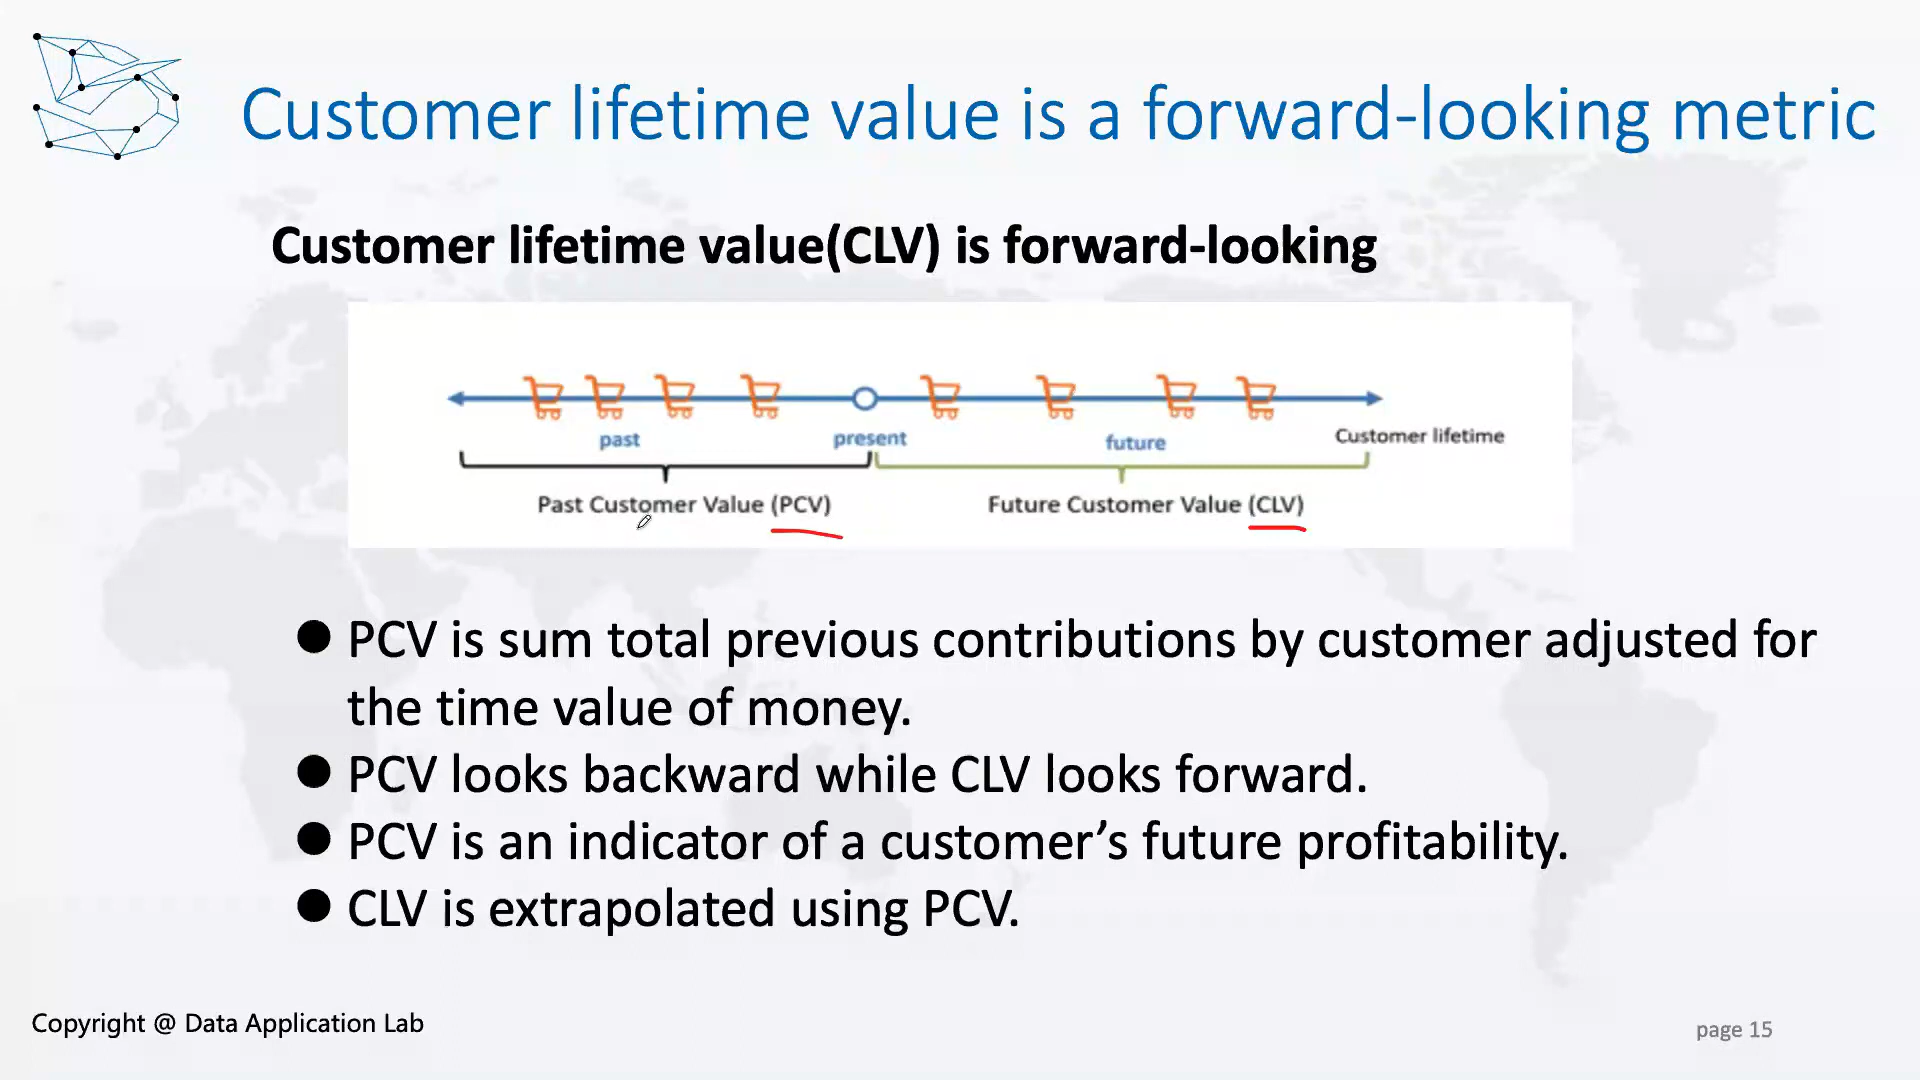 Customer lifetime value is a forward-looking metric
Customer lifetime value(CLV) is forward-looking
past
present
future
Customer lifetime
Past Customer Value (PCV)
Future Customer Value (CLV)
PCV is sum total previous contributions by customer adjusted for
the time value of money.
PCV looks backward while CLV looks forward.
PCV is an indicator of a customer’s future profitability.
CLV is extrapolated using PCV.
Copyright @ Data Application Lab
page 15